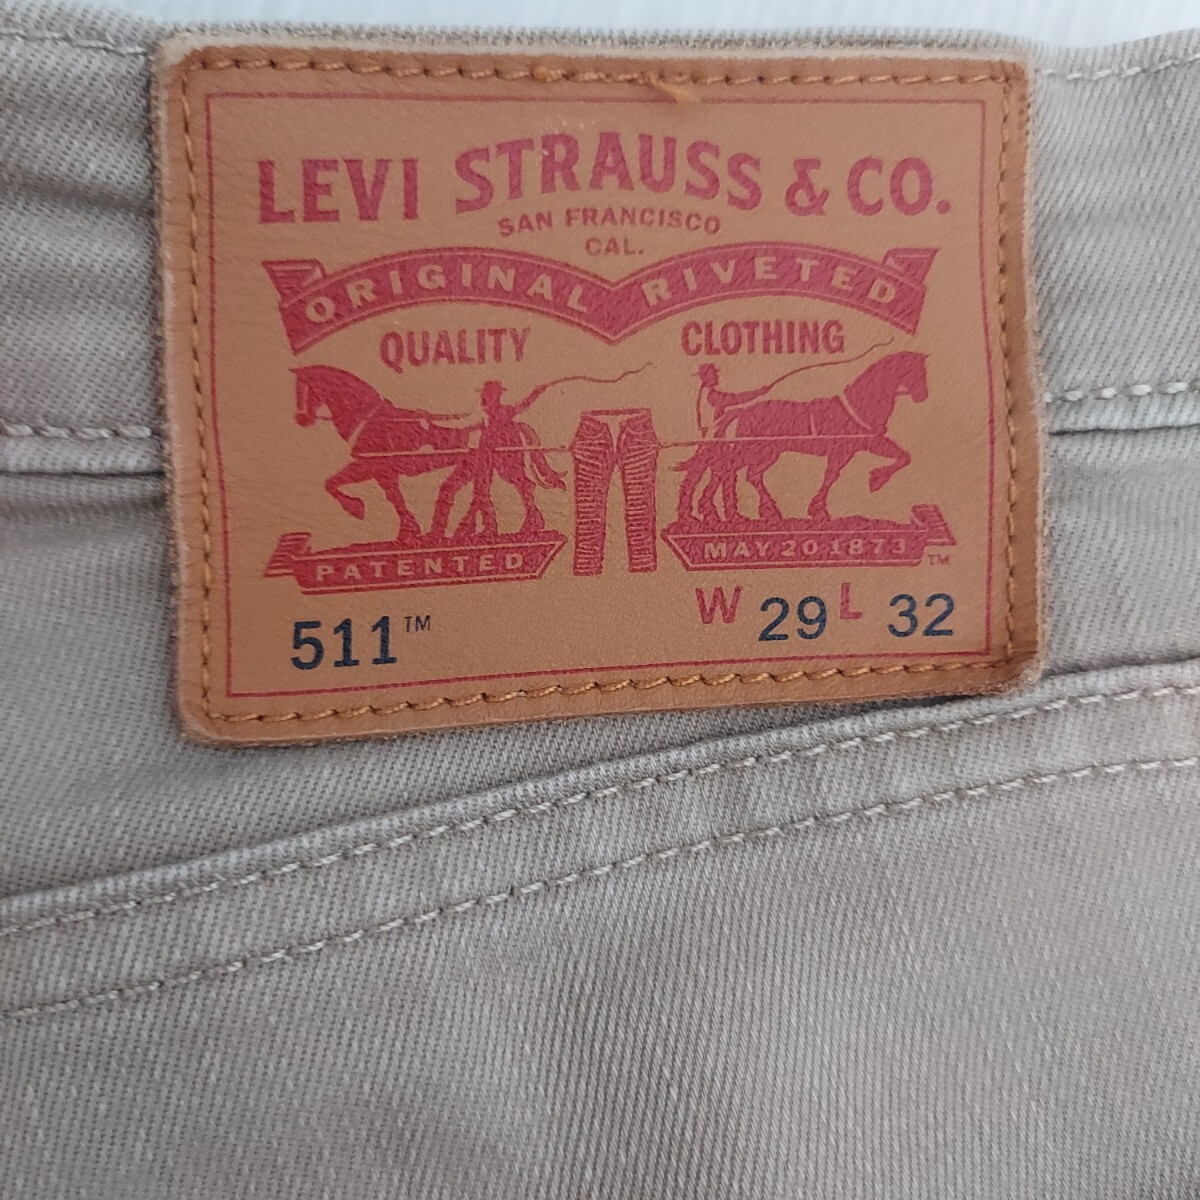 LEVI STRAUSS & CO.
SAN FRANCISCO
CAL.
ORIGINAL RIVETED
QUALITY CLOTHING
PATENTED MAY 20 1873 ™
511™ W 29 L 32